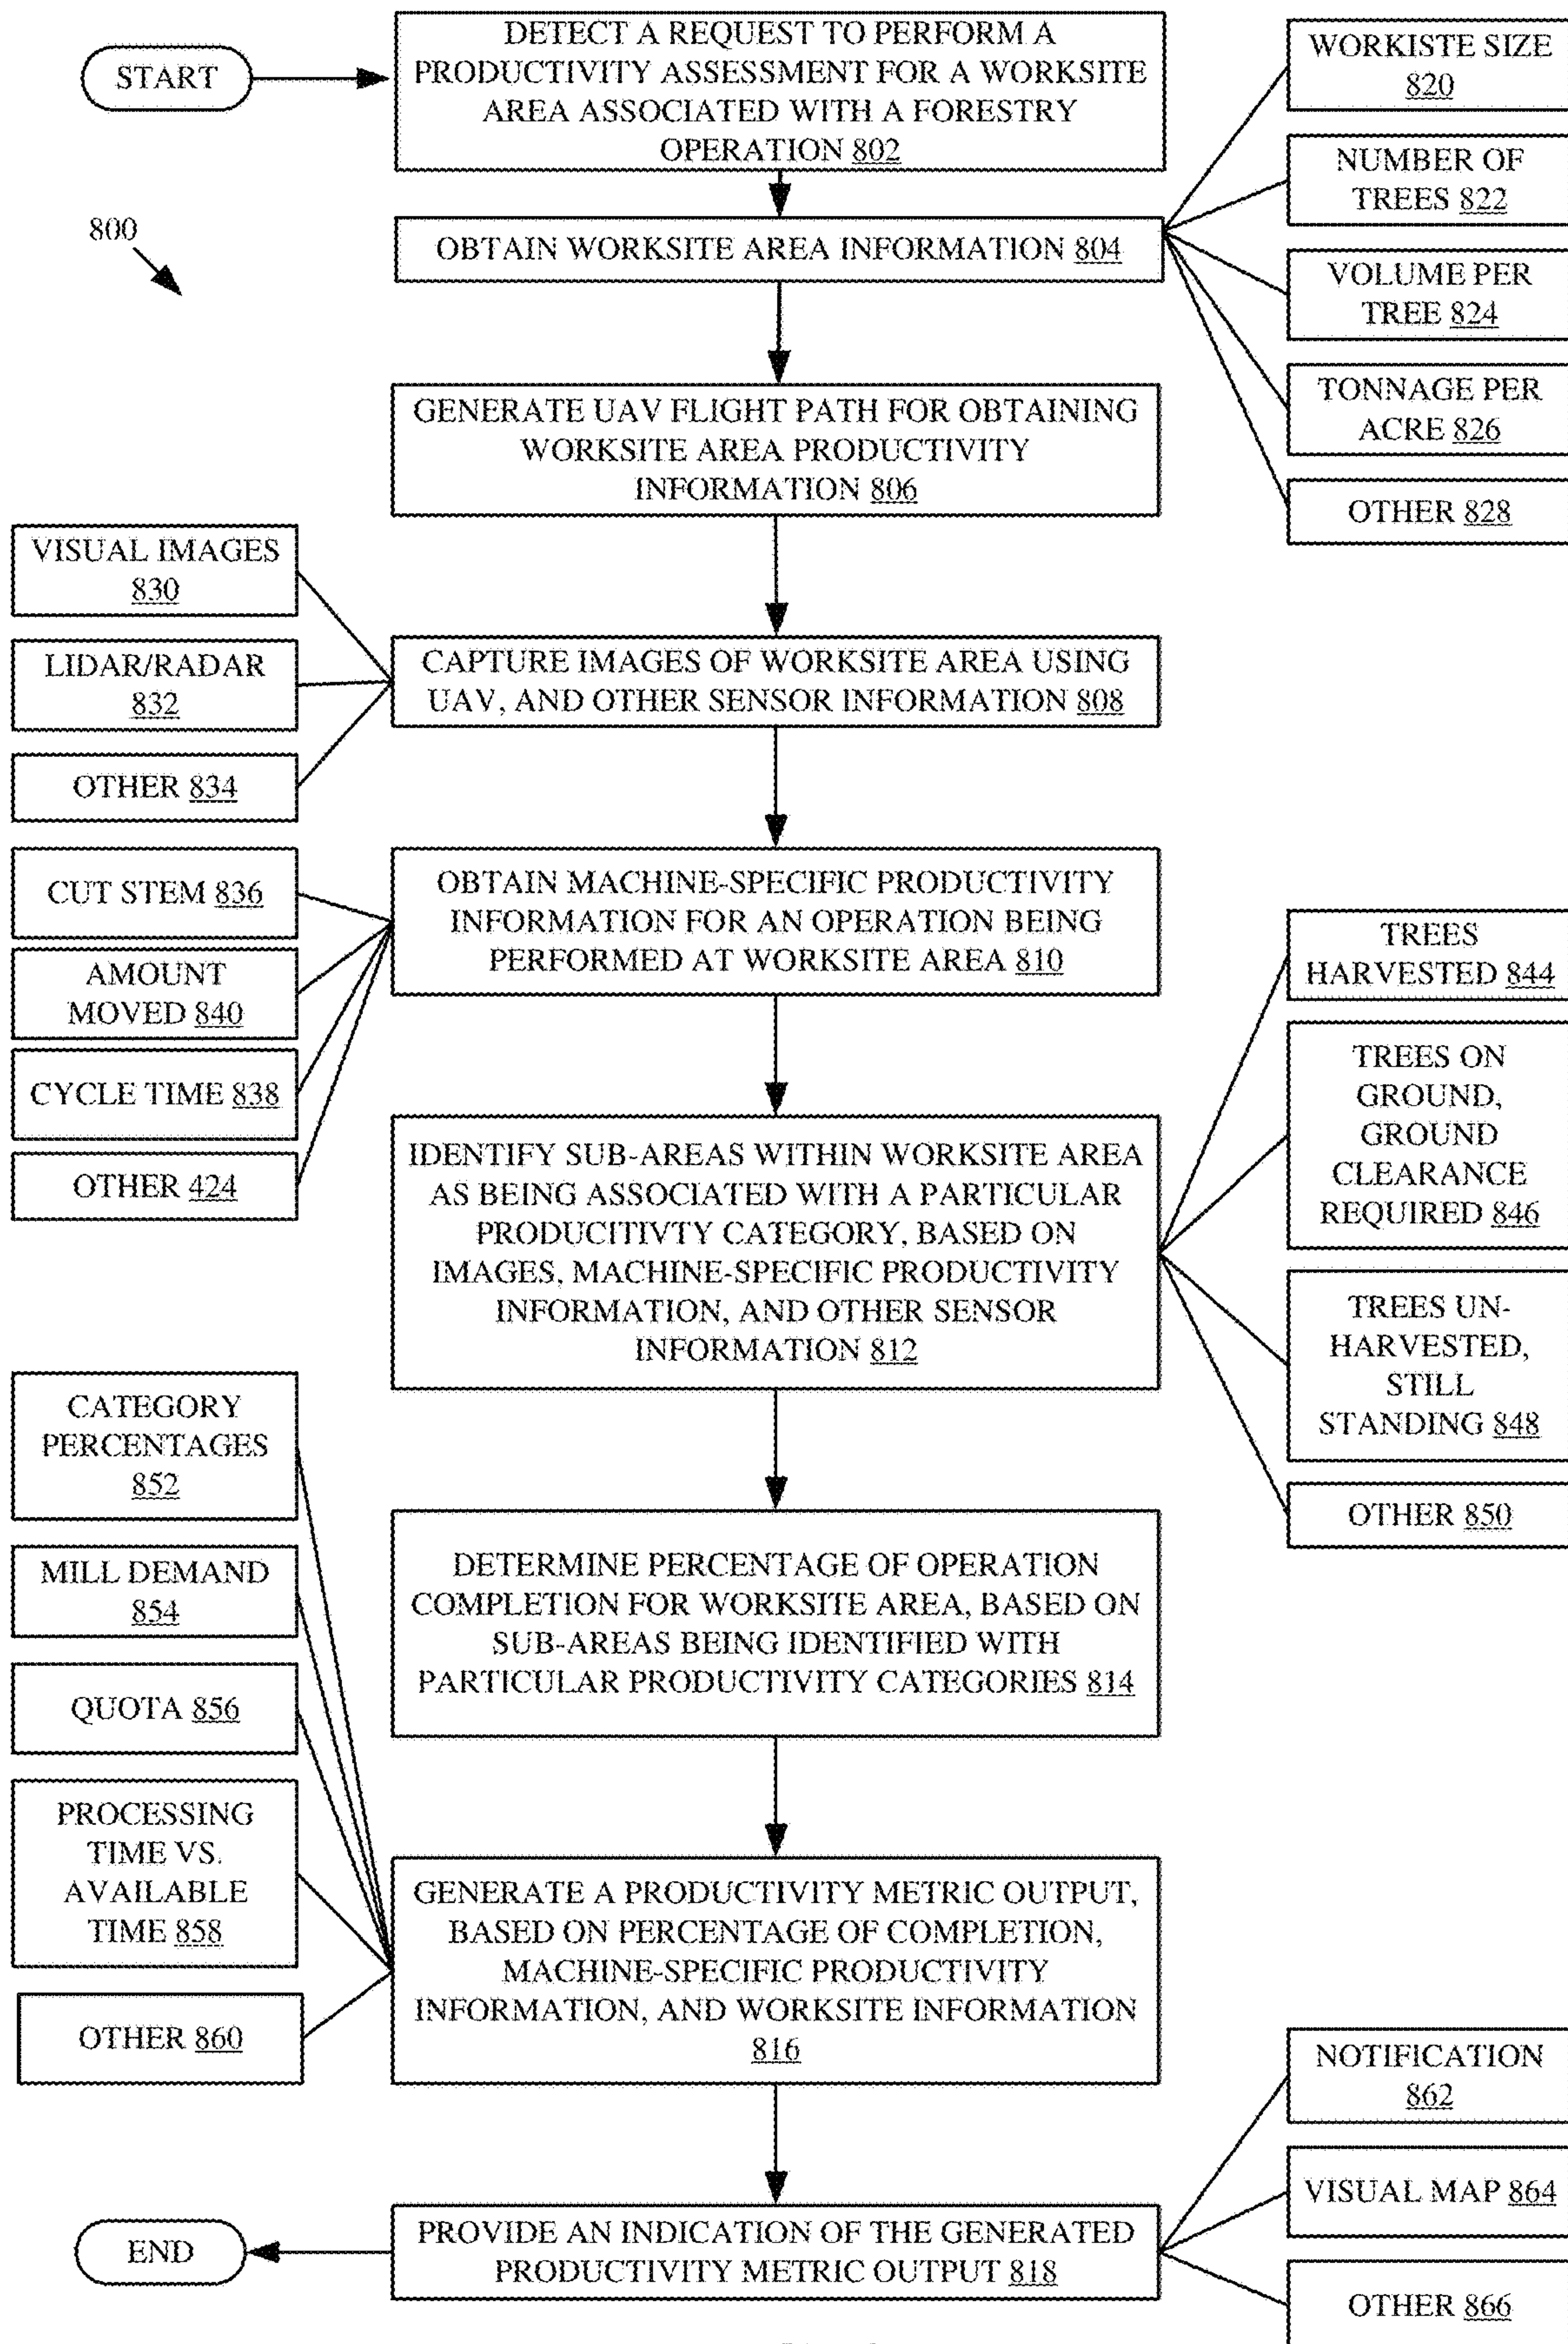 START
DETECT A REQUEST TO PERFORM A
PRODUCTIVITY ASSESSMENT FOR A WORKSITE
AREA ASSOCIATED WITH A FORESTRY
OPERATION 802
WORKISTE SIZE
820
NUMBER OF
TREES 822
800
OBTAIN WORKSITE AREA INFORMATION 804
VOLUME PER
TREE 824
TONNAGE PER
ACRE 826
OTHER 828
GENERATE UAV FLIGHT PATH FOR OBTAINING
WORKSITE AREA PRODUCTIVITY
INFORMATION 806
VISUAL IMAGES
830
LIDAR/RADAR
832
OTHER 834
CAPTURE IMAGES OF WORKSITE AREA USING
UAV, AND OTHER SENSOR INFORMATION 808
CUT STEM 836
AMOUNT
MOVED 840
CYCLE TIME 838
OTHER 424
OBTAIN MACHINE-SPECIFIC PRODUCTIVITY
INFORMATION FOR AN OPERATION BEING
PERFORMED AT WORKSITE AREA 810
TREES
HARVESTED 844
TREES ON
GROUND,
GROUND
CLEARANCE
REQUIRED 846
TREES UN-
HARVESTED,
STILL
STANDING 848
OTHER 850
IDENTIFY SUB-AREAS WITHIN WORKSITE AREA
AS BEING ASSOCIATED WITH A PARTICULAR
PRODUCITIVTY CATEGORY, BASED ON
IMAGES, MACHINE-SPECIFIC PRODUCTIVITY
INFORMATION, AND OTHER SENSOR
INFORMATION 812
CATEGORY
PERCENTAGES
852
MILL DEMAND
854
QUOTA 856
PROCESSING
TIME VS.
AVAILABLE
TIME 858
OTHER 860
DETERMINE PERCENTAGE OF OPERATION
COMPLETION FOR WORKSITE AREA, BASED ON
SUB-AREAS BEING IDENTIFIED WITH
PARTICULAR PRODUCTIVITY CATEGORIES 814
GENERATE A PRODUCTIVITY METRIC OUTPUT,
BASED ON PERCENTAGE OF COMPLETION,
MACHINE-SPECIFIC PRODUCTIVITY
INFORMATION, AND WORKSITE INFORMATION
816
NOTIFICATION
862
VISUAL MAP 864
OTHER 866
PROVIDE AN INDICATION OF THE GENERATED
PRODUCTIVITY METRIC OUTPUT 818
END